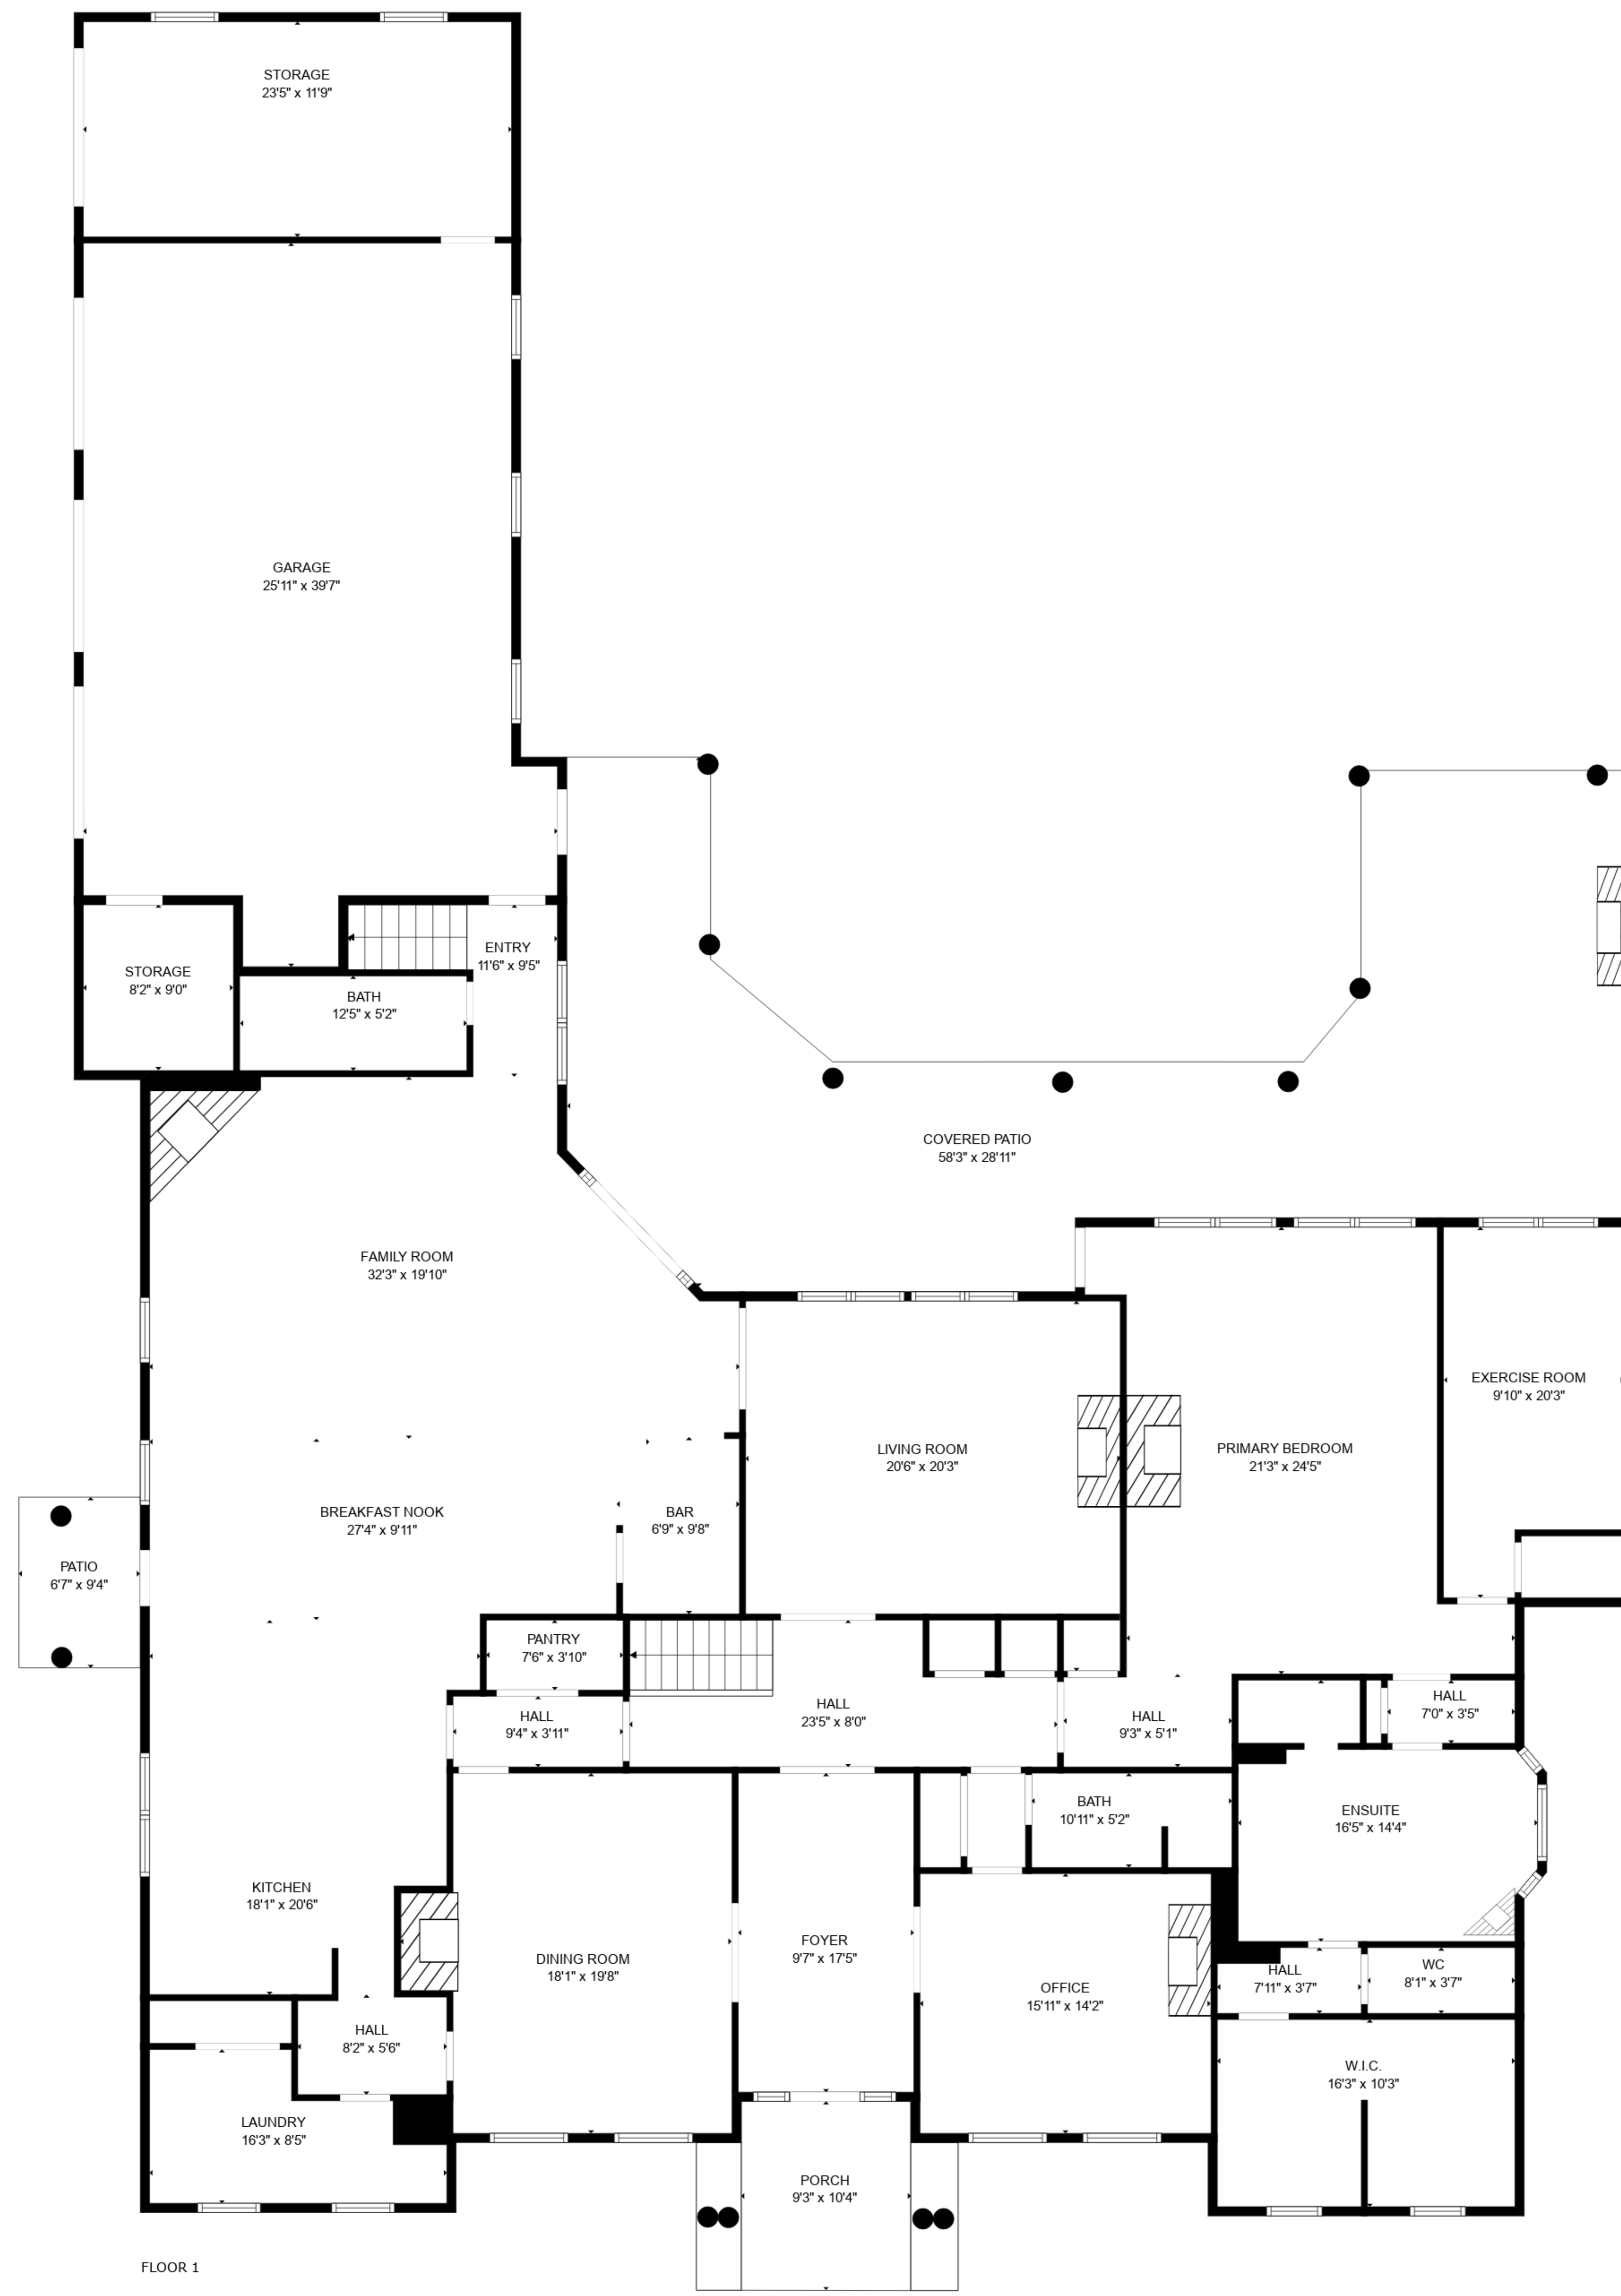 STORAGE
23'5" x 11'9"
GARAGE
25'11" x 39'7"
ENTRY
11'6" x 9'5"
STORAGE
8'2" x 9'0"
BATH
12'5" x 5'2"
COVERED PATIO
58'3" x 28'11"
FAMILY ROOM
32'3" x 19'10"
EXERCISE ROOM
9'10" x 20'3"
LIVING ROOM
20'6" x 20'3"
PRIMARY BEDROOM
21'3" x 24'5"
BREAKFAST NOOK
27'4" x 9'11"
BAR
6'9" x 9'8"
PATIO
6'7" x 9'4"
PANTRY
7'6" x 3'10"
HALL
9'4" x 3'11"
HALL
23'5" x 8'0"
HALL
9'3" x 5'1"
HALL
7'0" x 3'5"
BATH
10'11" x 5'2"
ENSUITE
16'5" x 14'4"
KITCHEN
18'1" x 20'6"
DINING ROOM
18'1" x 19'8"
FOYER
9'7" x 17'5"
OFFICE
15'11" x 14'2"
HALL
7'11" x 3'7"
WC
8'1" x 3'7"
HALL
8'2" x 5'6"
W.I.C.
16'3" x 10'3"
LAUNDRY
16'3" x 8'5"
PORCH
9'3" x 10'4"
FLOOR 1